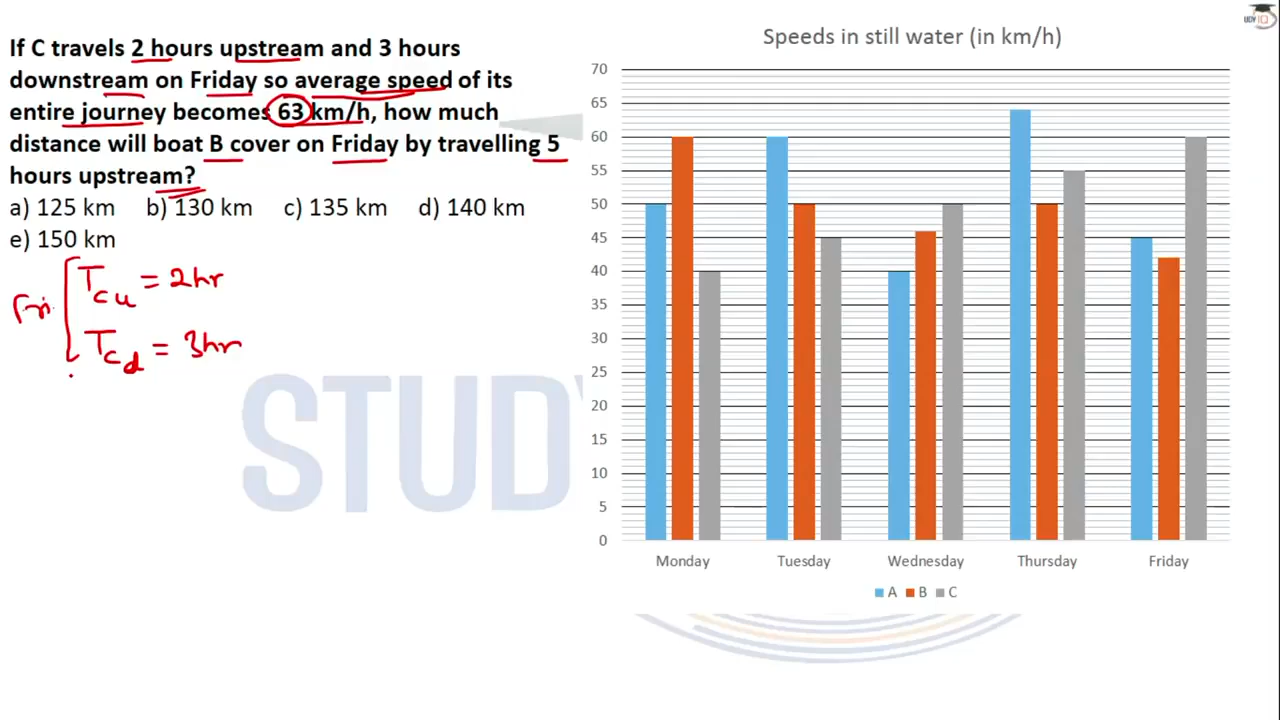 If C travels 2 hours upstream and 3 hours
downstream on Friday so average speed of its
entire journey becomes 63 km/h, how much
distance will boat B cover on Friday by travelling 5
hours upstream?
a) 125 km b) 130 km c) 135 km d) 140 km
e) 150 km
Fri.
Tcu = 2hr
Tcd = 3hr
STUDY
Speeds in still water (in km/h)
70
65
60
55
50
45
40
35
30
25
20
15
10
5
0
Monday Tuesday Wednesday Thursday Friday
A B C